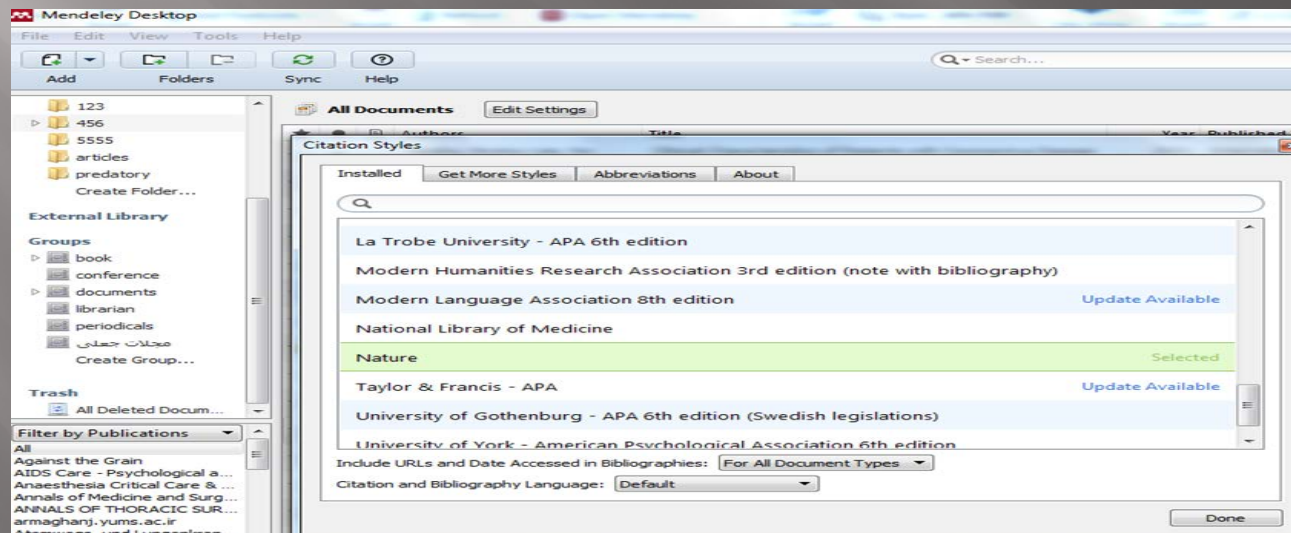 Mendeley Desktop
File Edit View Tools Help
Search...
Add Folders Sync Help
123
456
5555
articles
predatory
Create Folder...
External Library
Groups
book
conference
documents
librarian
periodicals
مجلات جعلی
Create Group...
Trash
All Deleted Docum...
Filter by Publications
All
Against the Grain
AIDS Care - Psychological a...
Anaesthesia Critical Care & ...
Annals of Medicine and Surg...
ANNALS OF THORACIC SUR...
armaghanj.yums.ac.ir
All Documents Edit Settings
Authors Title Year Published
Citation Styles
Installed Get More Styles Abbreviations About
La Trobe University - APA 6th edition
Modern Humanities Research Association 3rd edition (note with bibliography)
Modern Language Association 8th edition Update Available
National Library of Medicine
Nature Selected
Taylor & Francis - APA Update Available
University of Gothenburg - APA 6th edition (Swedish legislations)
University of York - American Psychological Association 6th edition
Include URLs and Date Accessed in Bibliographies: For All Document Types
Citation and Bibliography Language: Default
Done